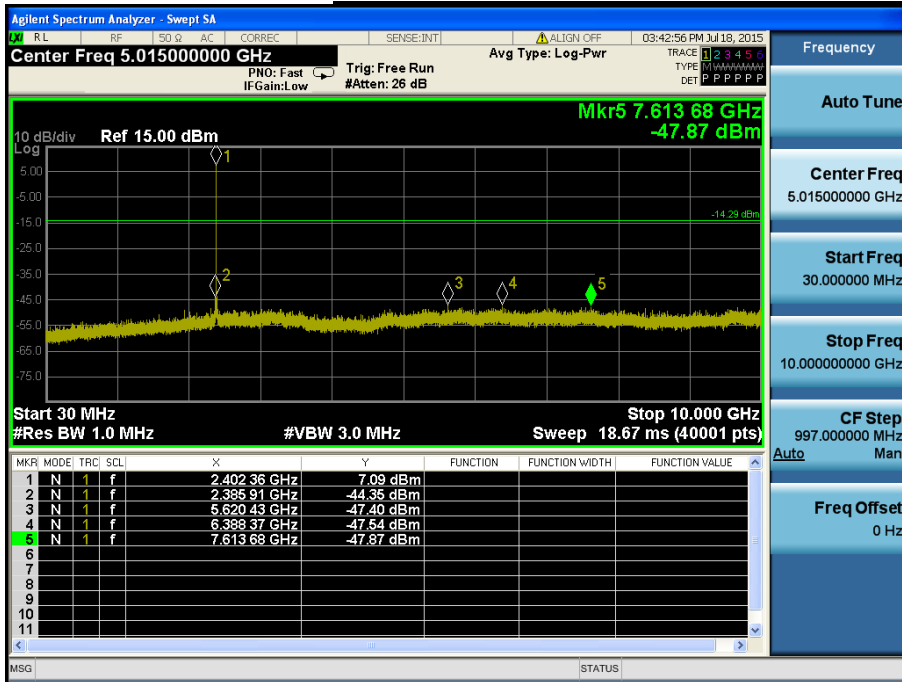 Agilent Spectrum Analyzer - Swept SA
LXI RL RF 50 Ω AC CORREC SENSE:INT ALIGN OFF 03:42:56 PM Jul 18, 2015
Center Freq 5.015000000 GHz
PNO: Fast
IFGain:Low
Trig: Free Run
#Atten: 26 dB
Avg Type: Log-Pwr
TRACE 1 2 3 4 5 6
TYPE MWWWWW
DET P P P P P P
Mkr5 7.613 68 GHz
-47.87 dBm
10 dB/div Ref 15.00 dBm
Log
5.00
-5.00
-15.0
-25.0
-35.0
-45.0
-55.0
-65.0
-75.0
1
2
3
4
5
-14.29 dBm
Start 30 MHz Stop 10.000 GHz
#Res BW 1.0 MHz #VBW 3.0 MHz Sweep 18.67 ms (40001 pts)
MKR MODE TRC SCL X Y FUNCTION FUNCTION WIDTH FUNCTION VALUE
1 N 1 f 2.402 36 GHz 7.09 dBm
2 N 1 f 2.385 91 GHz -44.35 dBm
3 N 1 f 5.620 43 GHz -47.40 dBm
4 N 1 f 6.388 37 GHz -47.54 dBm
5 N 1 f 7.613 68 GHz -47.87 dBm
6
7
8
9
10
11
MSG STATUS
Frequency
Auto Tune
Center Freq
5.015000000 GHz
Start Freq
30.000000 MHz
Stop Freq
10.000000000 GHz
CF Step
997.000000 MHz
Auto Man
Freq Offset
0 Hz